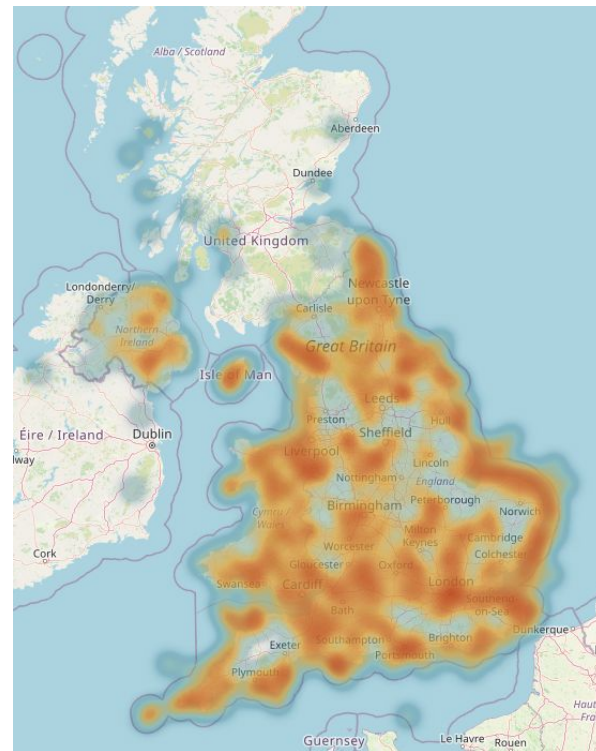 Alba / Scotland
Aberdeen
Dundee
United Kingdom
Londonderry/
Derry
Northern
Ireland
Carlisle
Newcastle
upon Tyne
Great Britain
Isle of Man
Leeds
Preston
Hull
Sheffield
Éire / Ireland
Dublin
Liverpool
Lincoln
Nottingham
England
Peterborough
Norwich
lway
Birmingham
Cymru /
Wales
Milton
Keynes
Cambridge
Worcester
Colchester
Cork
Gloucester
Oxford
Swansea
Cardiff
London
Southend-
on-Sea
Bath
Dunkerque
Exeter
Southampton
Brighton
Portsmouth
Plymouth
Guernsey
Le Havre
Rouen
Haut
Fra